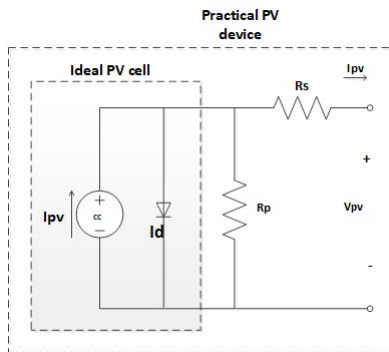 Practical PV
device
Ideal PV cell
Ipv
Rs
+
Ipv
+
cc
−
Id
Rp
Vpv
-